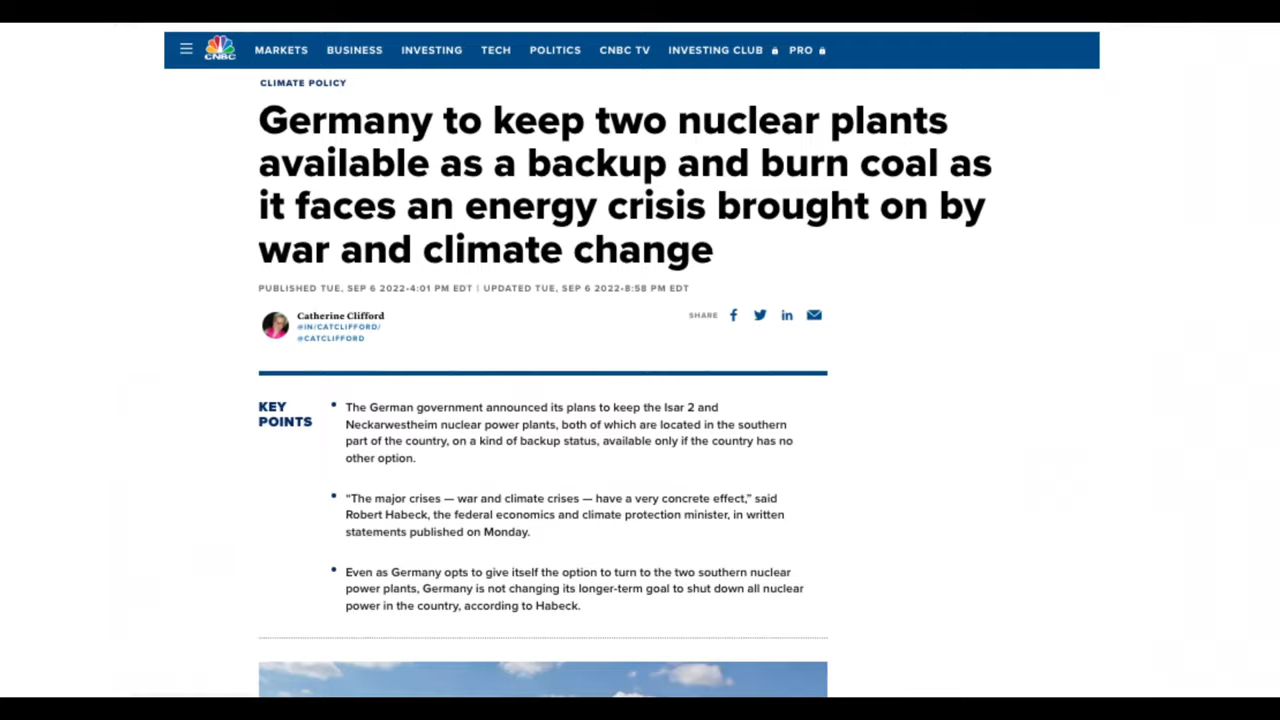 CNBC MARKETS BUSINESS INVESTING TECH POLITICS CNBC TV INVESTING CLUB PRO
CLIMATE POLICY
Germany to keep two nuclear plants
available as a backup and burn coal as
it faces an energy crisis brought on by
war and climate change
PUBLISHED TUE, SEP 6 2022•4:01 PM EDT | UPDATED TUE, SEP 6 2022•8:58 PM EDT
Catherine Clifford
@IN/CATCLIFFORD/
@CATCLIFFORD
SHARE
KEY
POINTS
• The German government announced its plans to keep the Isar 2 and
Neckarwestheim nuclear power plants, both of which are located in the southern
part of the country, on a kind of backup status, available only if the country has no
other option.
• “The major crises — war and climate crises — have a very concrete effect,” said
Robert Habeck, the federal economics and climate protection minister, in written
statements published on Monday.
• Even as Germany opts to give itself the option to turn to the two southern nuclear
power plants, Germany is not changing its longer-term goal to shut down all nuclear
power in the country, according to Habeck.